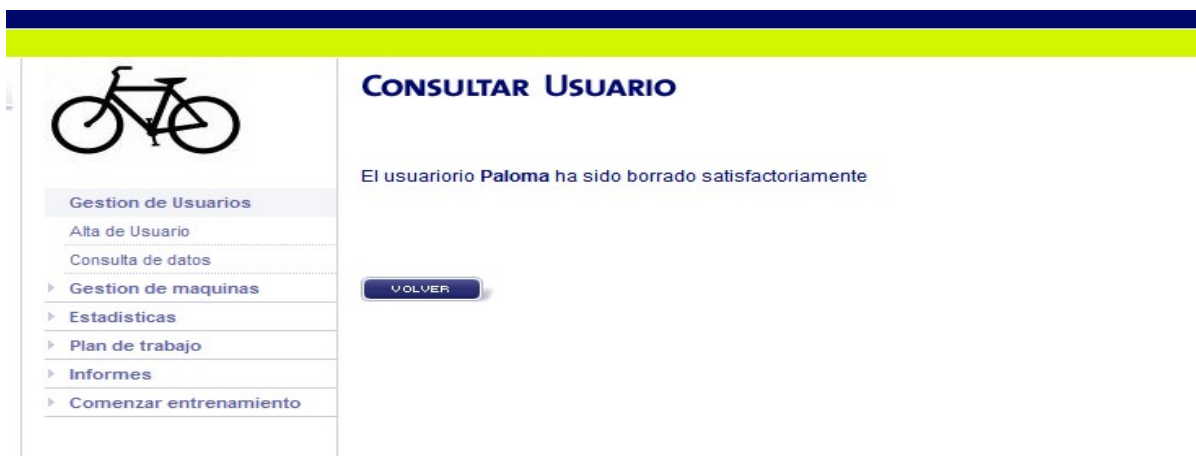 CONSULTAR USUARIO
El usuariorio Paloma ha sido borrado satisfactoriamente
Gestion de Usuarios
Alta de Usuario
Consulta de datos
Gestion de maquinas
VOLVER
Estadisticas
Plan de trabajo
Informes
Comenzar entrenamiento